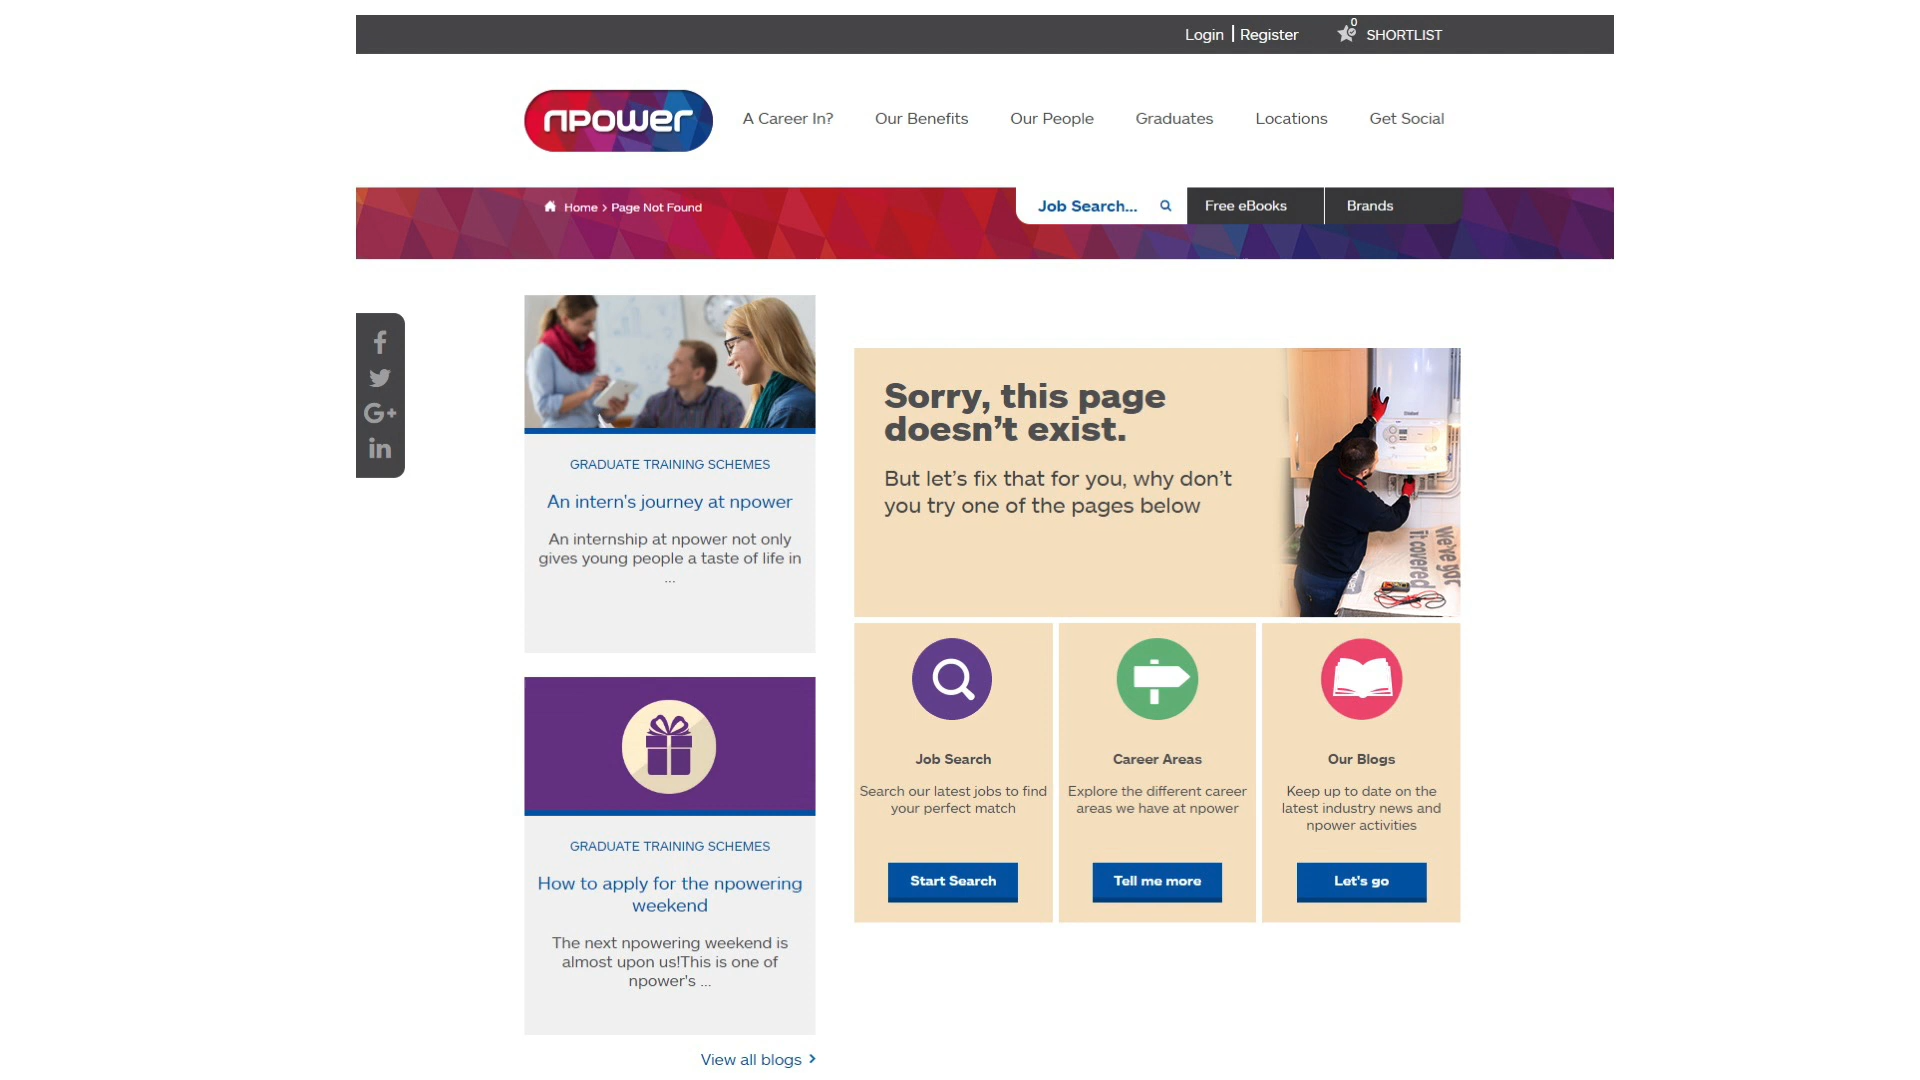 Login | Register
0
SHORTLIST
npower
A Career In?
Our Benefits
Our People
Graduates
Locations
Get Social
Home > Page Not Found
Job Search...
Free eBooks
Brands
f
G+
in
GRADUATE TRAINING SCHEMES
An intern's journey at npower
An internship at npower not only
gives young people a taste of life in
...
GRADUATE TRAINING SCHEMES
How to apply for the npowering
weekend
The next npowering weekend is
almost upon us!This is one of
npower's ...
View all blogs >
Sorry, this page
doesn’t exist.
But let’s fix that for you, why don’t
you try one of the pages below
we've got
it covered
Job Search
Search our latest jobs to find
your perfect match
Start Search
Career Areas
Explore the different career
areas we have at npower
Tell me more
Our Blogs
Keep up to date on the
latest industry news and
npower activities
Let's go